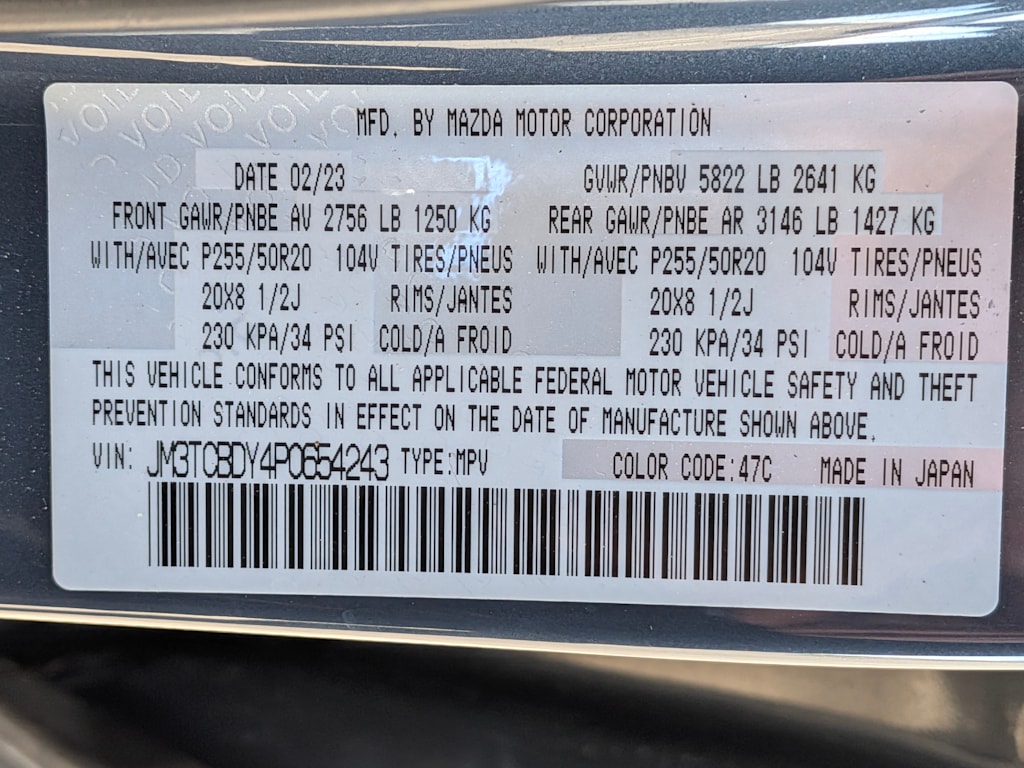 VOID VOID VOID
MFD. BY MAZDA MOTOR CORPORATION
DATE 02/23 GVWR/PNBV 5822 LB 2641 KG
FRONT GAWR/PNBE AV 2756 LB 1250 KG REAR GAWR/PNBE AR 3146 LB 1427 KG
WITH/AVEC P255/50R20 104V TIRES/PNEUS WITH/AVEC P255/50R20 104V TIRES/PNEUS
20X8 1/2J RIMS/JANTES 20X8 1/2J RIMS/JANTES
230 KPA/34 PSI COLD/A FROID 230 KPA/34 PSI COLD/A FROID
THIS VEHICLE CONFORMS TO ALL APPLICABLE FEDERAL MOTOR VEHICLE SAFETY AND THEFT
PREVENTION STANDARDS IN EFFECT ON THE DATE OF MANUFACTURE SHOWN ABOVE.
VIN: JM3TCBDY4P0654243 TYPE:MPV COLOR CODE:47C MADE IN JAPAN